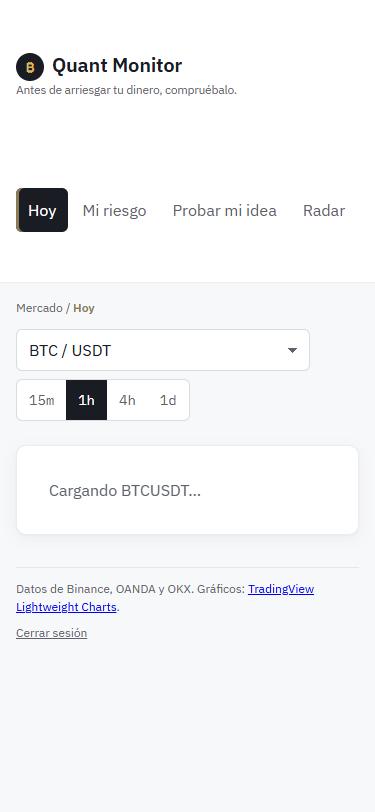 ₿ Quant Monitor
Antes de arriesgar tu dinero, compruébalo.
Hoy Mi riesgo Probar mi idea Radar
Mercado / Hoy
BTC / USDT
15m 1h 4h 1d
Cargando BTCUSDT…
Datos de Binance, OANDA y OKX. Gráficos: TradingView
Lightweight Charts.
Cerrar sesión